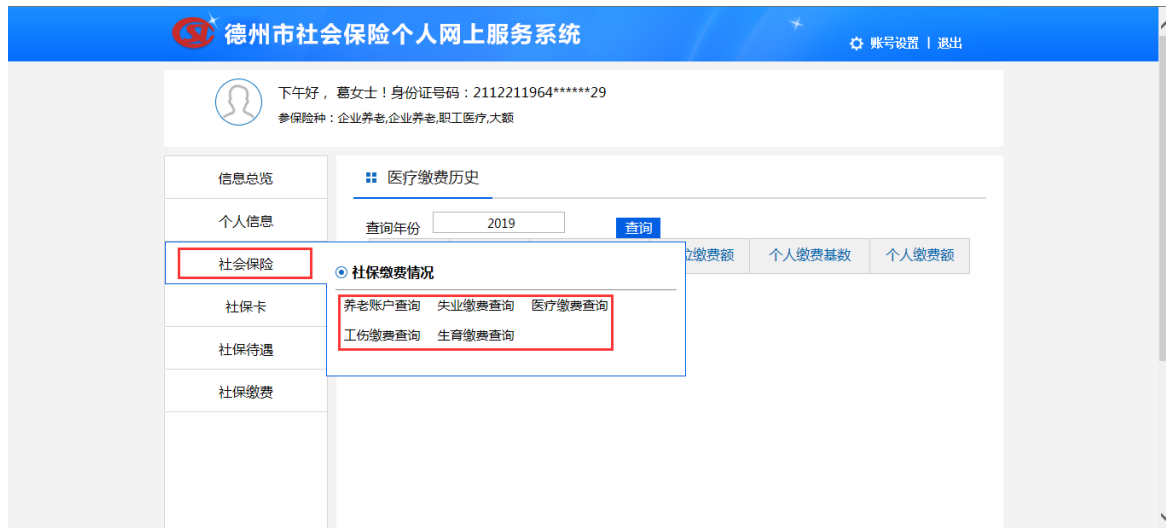 德州市社会保险个人网上服务系统
账号设置 | 退出
下午好，葛女士！身份证号码：2112211964******29
参保险种：企业养老,企业养老,职工医疗,大额
信息总览
个人信息
社会保险
社保卡
社保待遇
社保缴费
医疗缴费历史
查询年份 2019 查询
缴费额 个人缴费基数 个人缴费额
社保缴费情况
养老账户查询 失业缴费查询 医疗缴费查询
工伤缴费查询 生育缴费查询